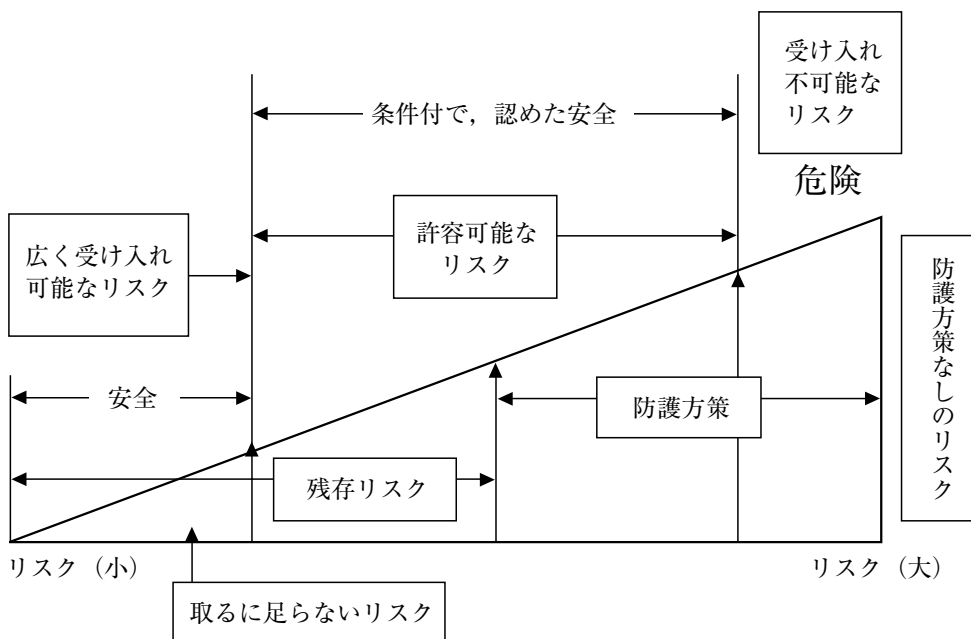 受け入れ
不可能な
リスク
条件付で，認めた安全
危険
許容可能な
リスク
広く受け入れ
可能なリスク
防護方策なしのリスク
安全
防護方策
残存リスク
リスク（小）
リスク（大）
取るに足らないリスク